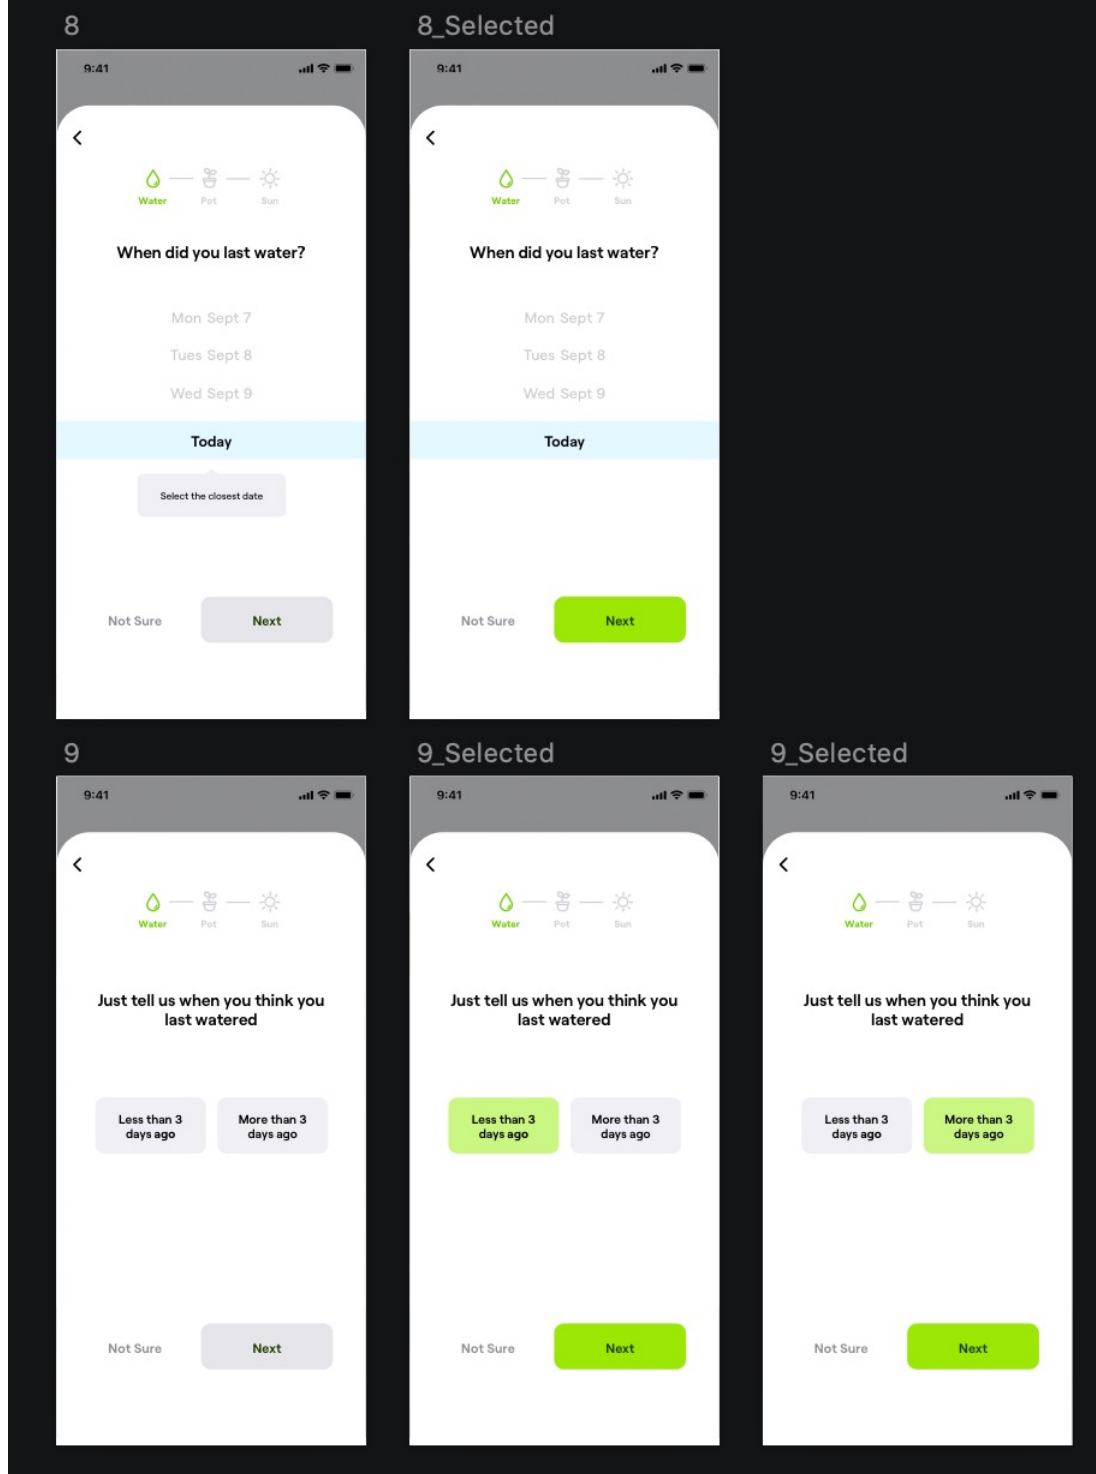 8
9:41
Water
Pot
Sun
When did you last water?
Mon Sept 7
Tues Sept 8
Wed Sept 9
Today
Select the closest date
Not Sure
Next
8_Selected
9:41
Water
Pot
Sun
When did you last water?
Mon Sept 7
Tues Sept 8
Wed Sept 9
Today
Not Sure
Next
9
9:41
Water
Pot
Sun
Just tell us when you think you
last watered
Less than 3
days ago
More than 3
days ago
Not Sure
Next
9_Selected
9:41
Water
Pot
Sun
Just tell us when you think you
last watered
Less than 3
days ago
More than 3
days ago
Not Sure
Next
9_Selected
9:41
Water
Pot
Sun
Just tell us when you think you
last watered
Less than 3
days ago
More than 3
days ago
Not Sure
Next